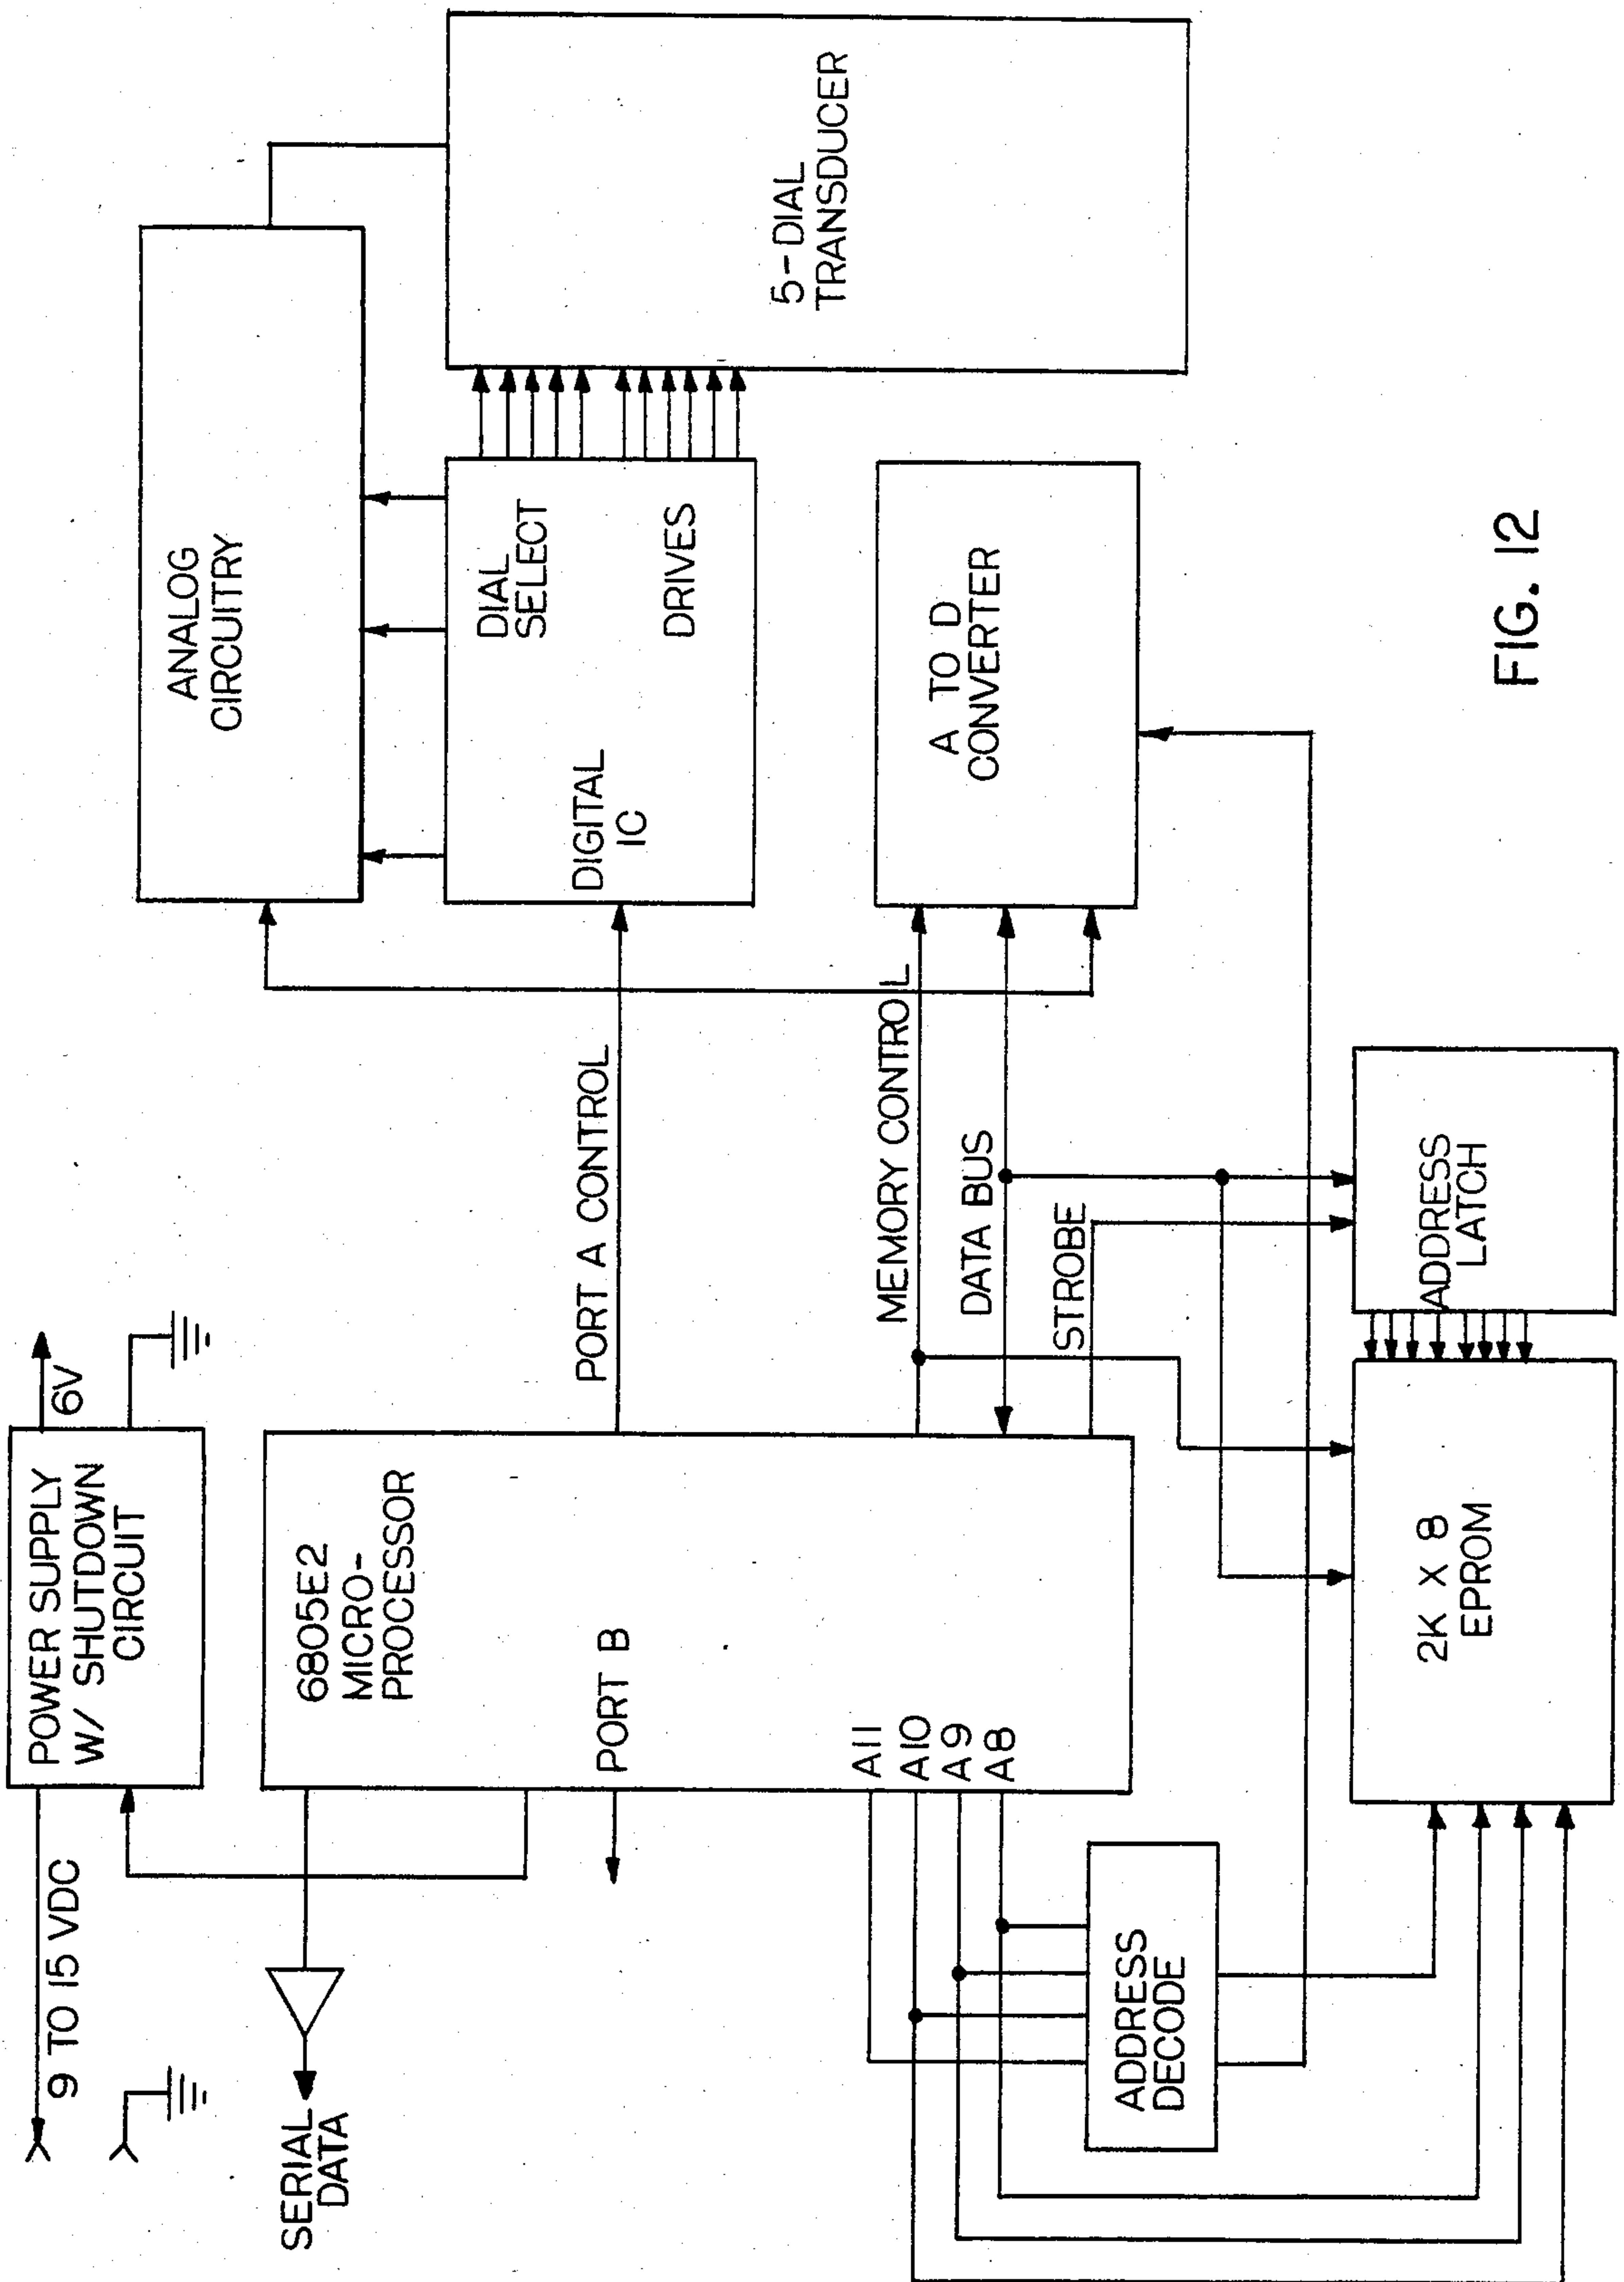 9 TO 15 VDC
POWER SUPPLY
W/ SHUTDOWN
CIRCUIT
6V
SERIAL
DATA
6805E2
MICRO-
PROCESSOR
PORT B
A11
A10
A9
A8
PORT A CONTROL
MEMORY CONTROL
DATA BUS
STROBE
ANALOG
CIRCUITRY
DIAL
SELECT
DIGITAL
IC
DRIVES
5-DIAL
TRANSDUCER
A TO D
CONVERTER
ADDRESS
DECODE
2K X 8
EPROM
ADDRESS
LATCH
FIG. 12